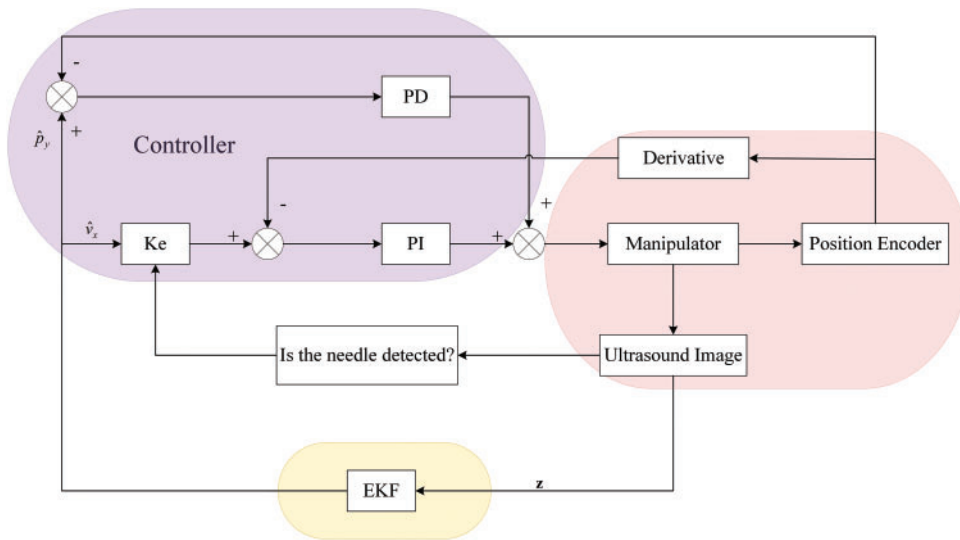 -
PD
p̂y
+
Controller
Derivative
-
+
v̂x
Ke
+
PI
+
Manipulator
Position Encoder
Is the needle detected?
Ultrasound Image
EKF
z